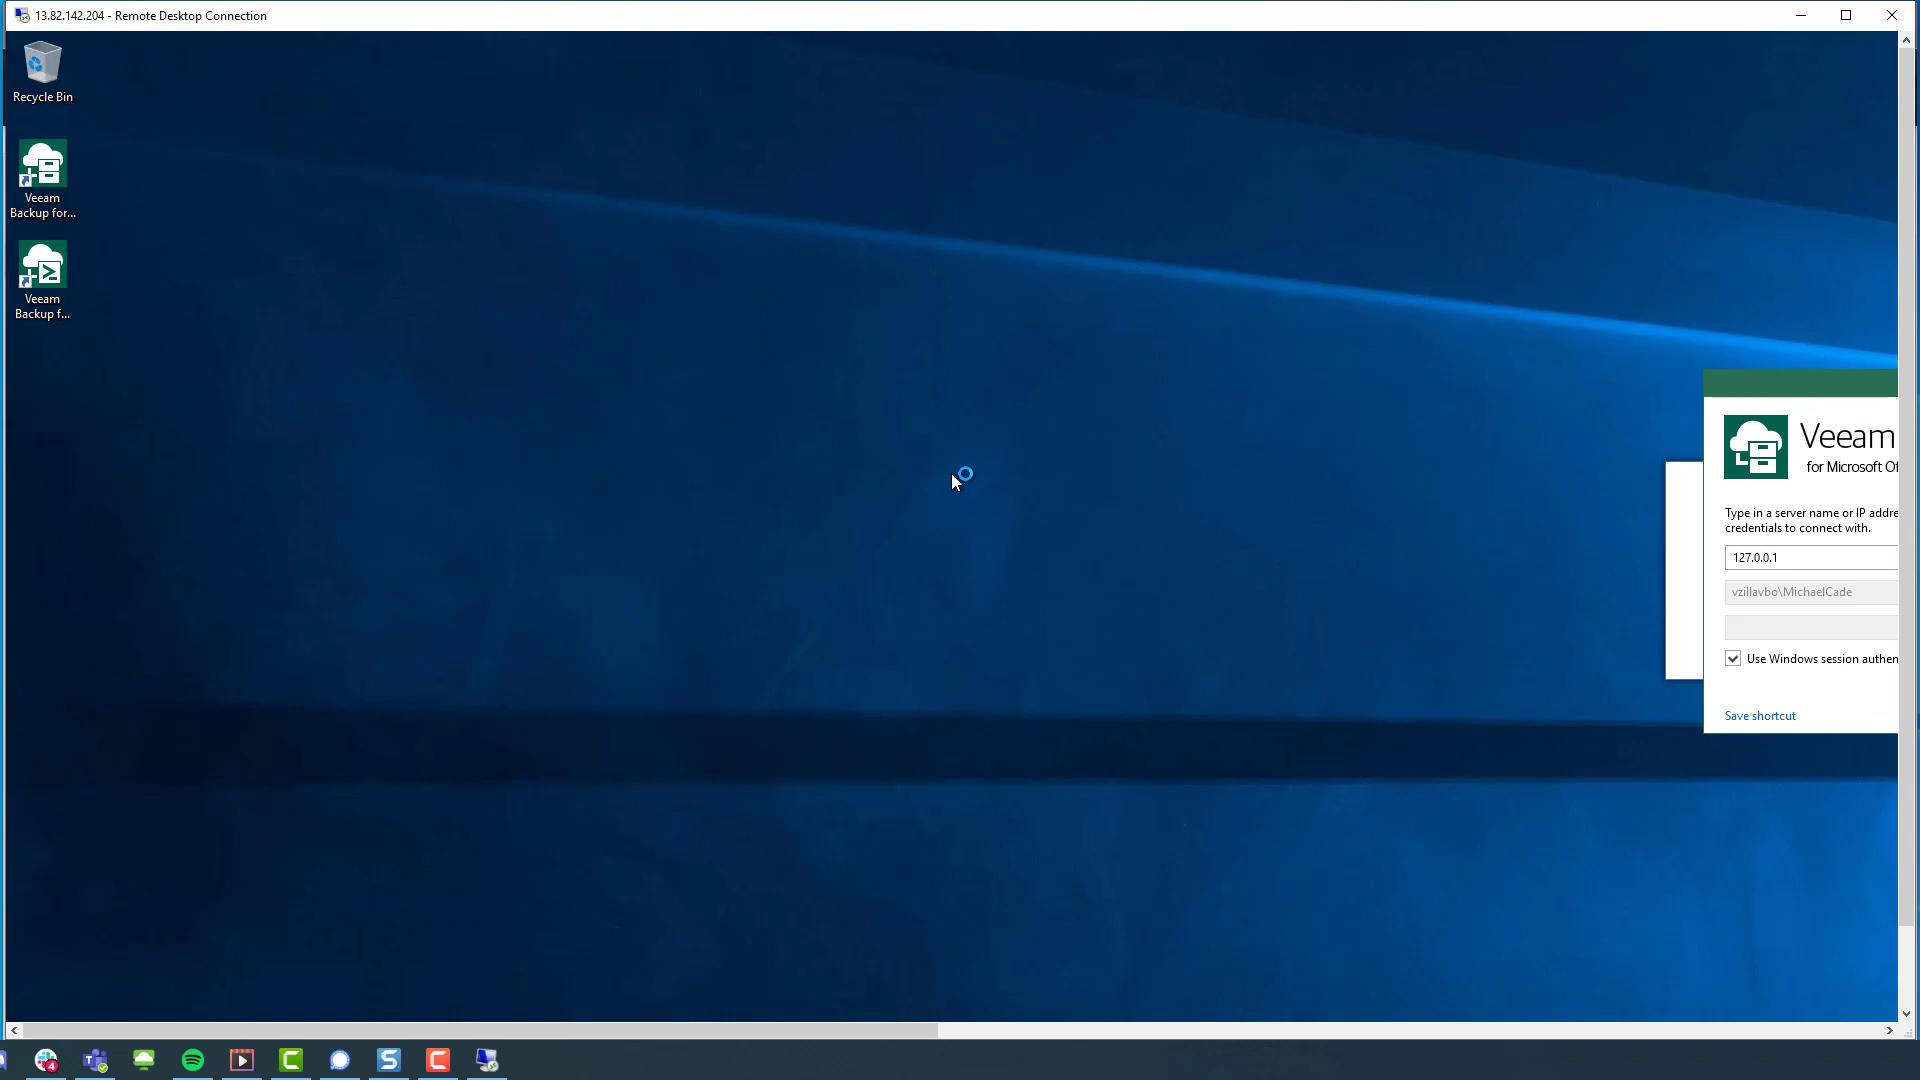 13.82.142.204 - Remote Desktop Connection
Recycle Bin
Veeam
Backup for...
Veeam
Backup f...
Veeam
for Microsoft Of
Type in a server name or IP addre
credentials to connect with.
127.0.0.1
vzillavbo\MichaelCade
Use Windows session authen
Save shortcut
4